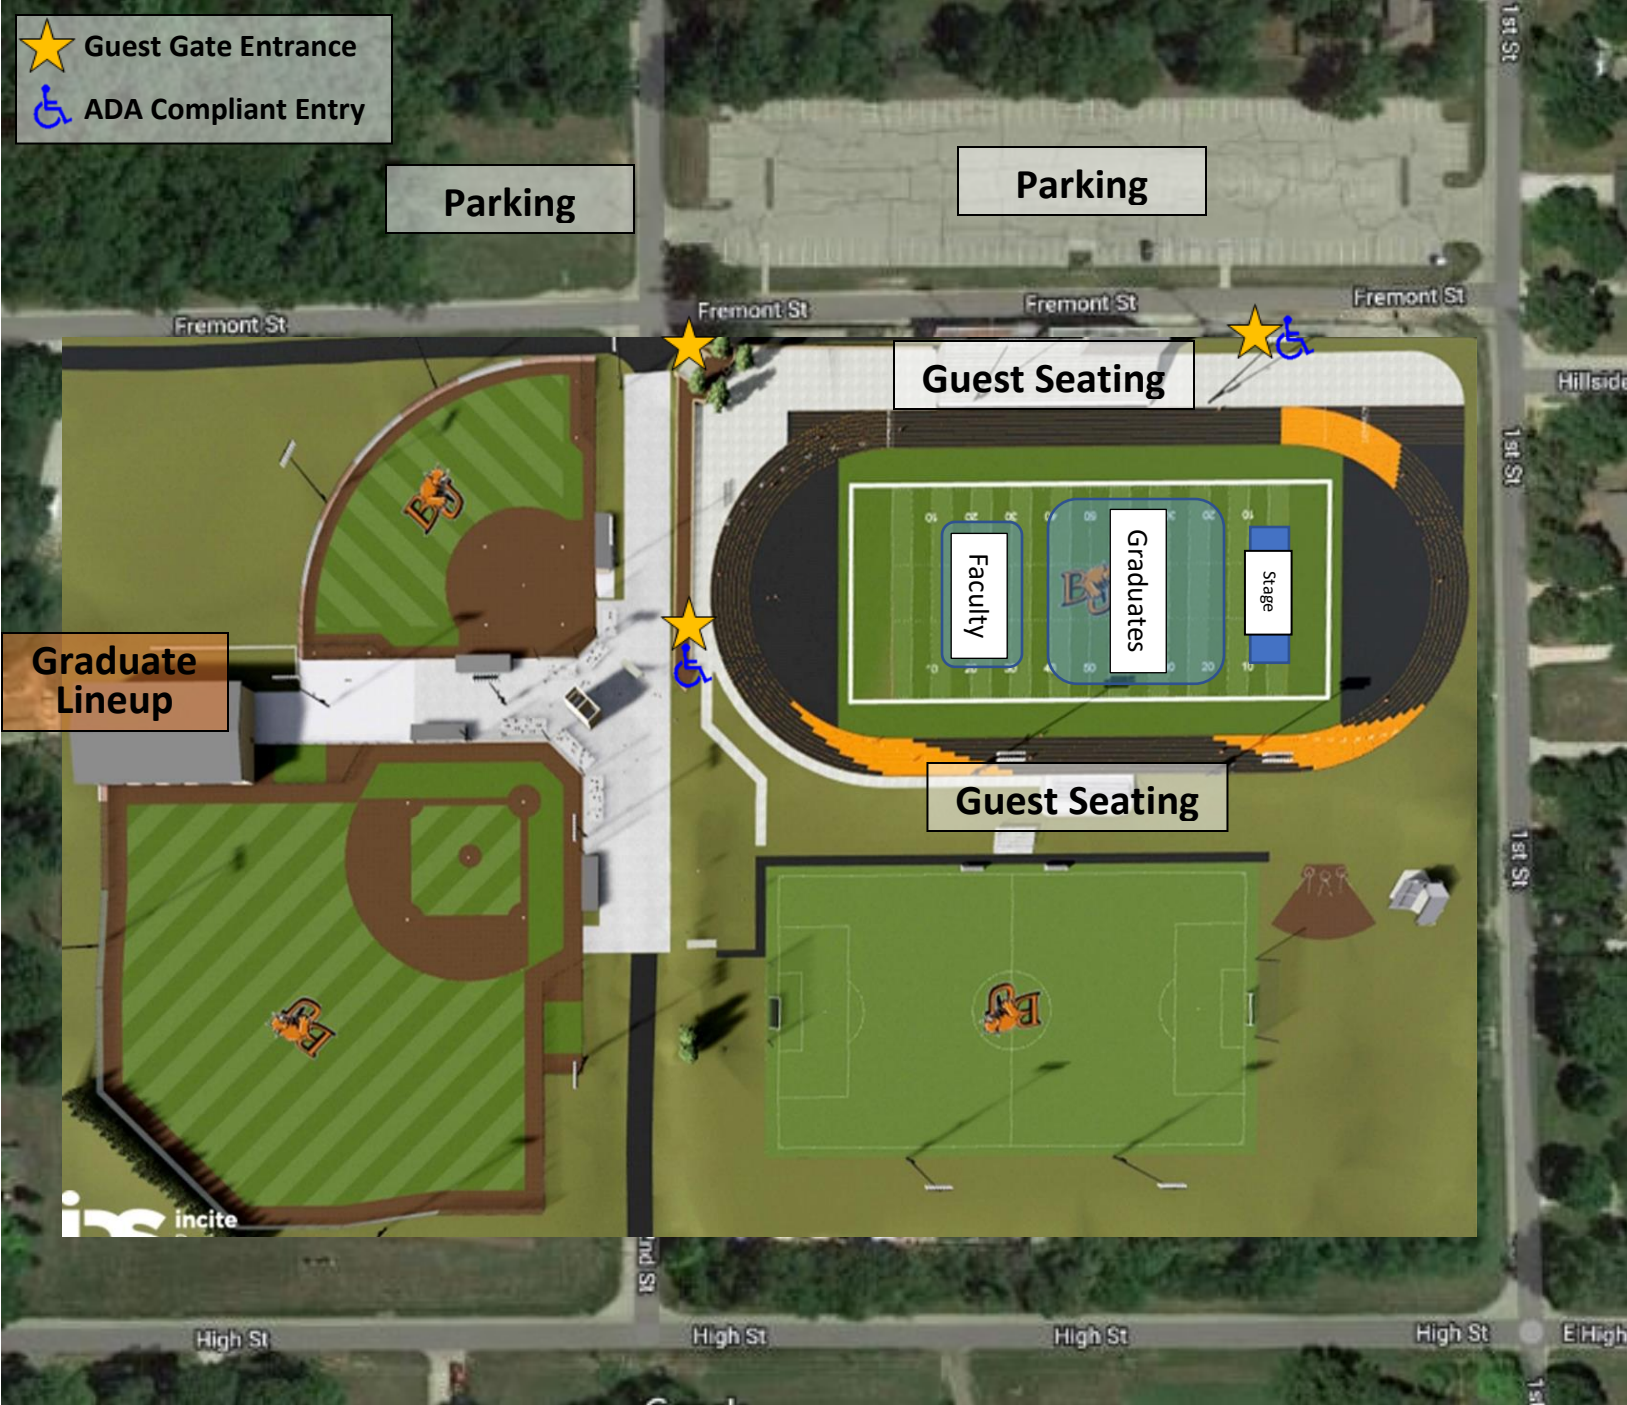 Guest Gate Entrance
ADA Compliant Entry
1st St
Parking
Parking
Fremont St
Fremont St
Fremont St
Fremont St
Guest Seating
Hillside
1st St
Faculty
Graduates
Stage
Graduate
Lineup
Guest Seating
1st St
incite
2nd St
High St
High St
High St
High St
E High